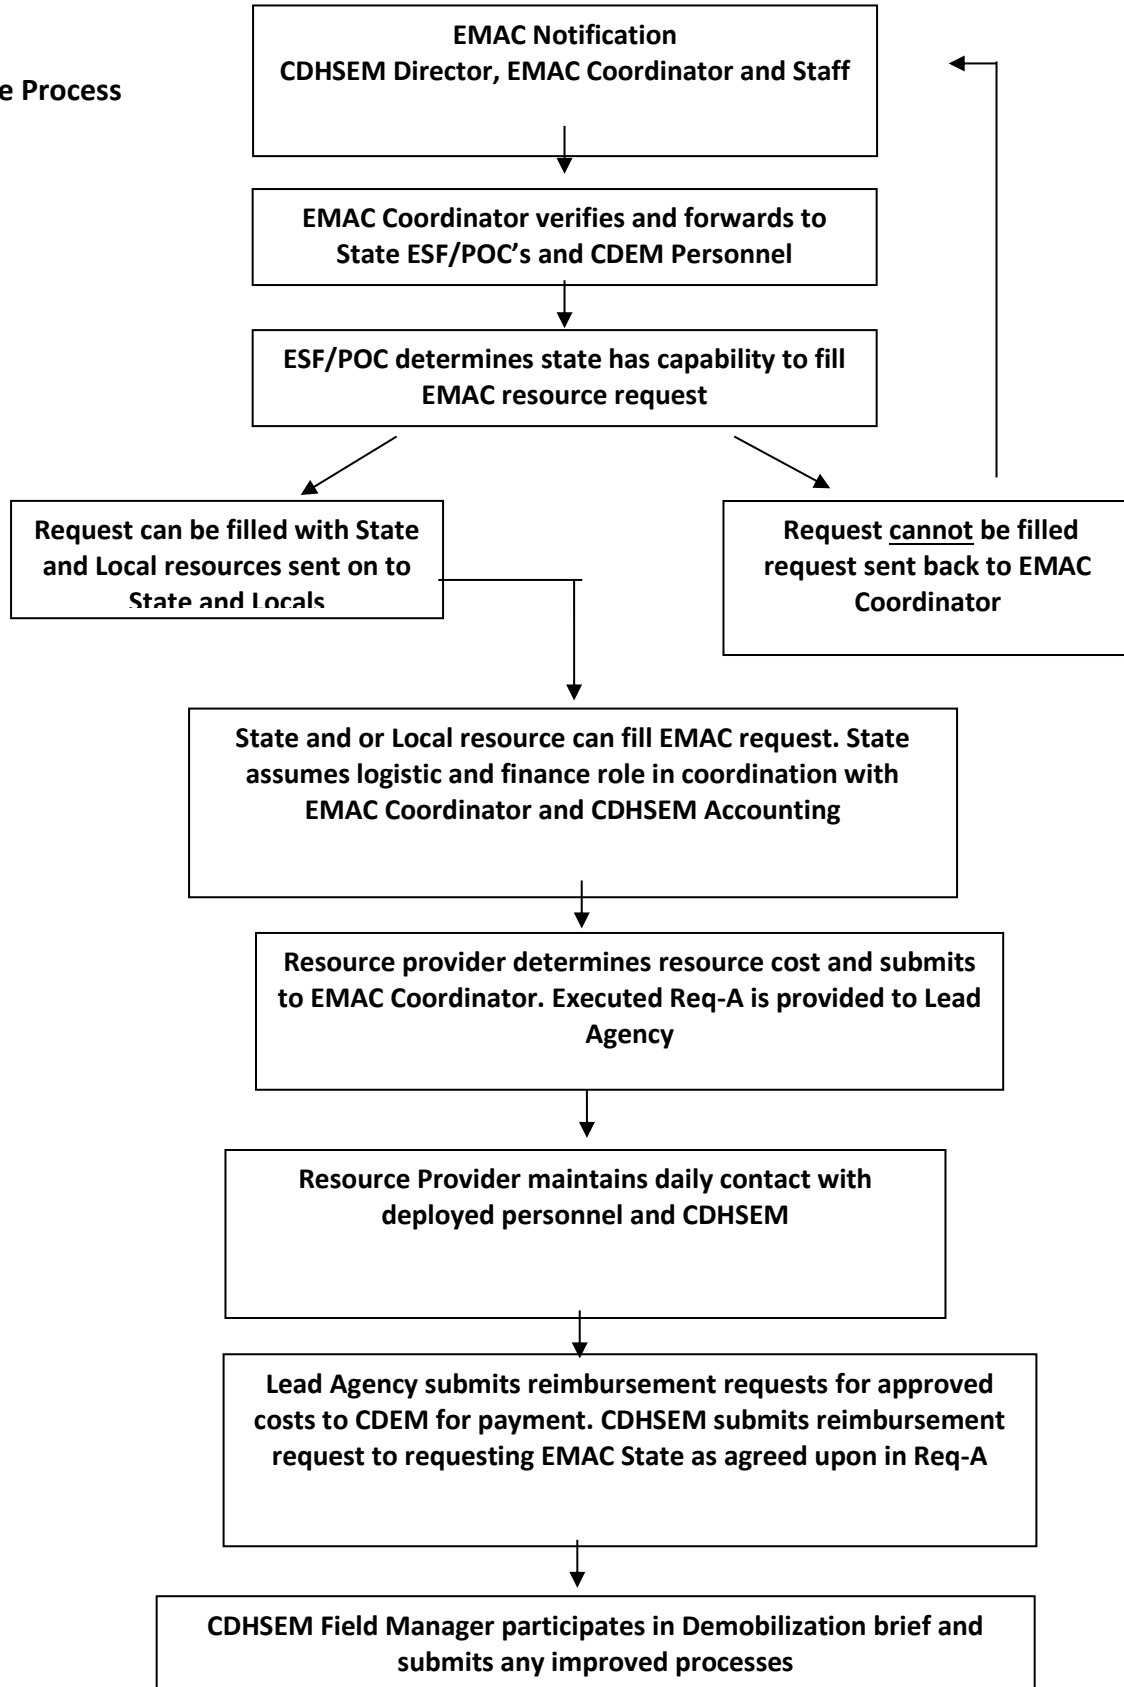 EMAC Notification
CDHSEM Director, EMAC Coordinator and Staff
e Process
EMAC Coordinator verifies and forwards to
State ESF/POC’s and CDEM Personnel
ESF/POC determines state has capability to fill
EMAC resource request
Request can be filled with State
and Local resources sent on to
State and Locals
Request cannot be filled
request sent back to EMAC
Coordinator
State and or Local resource can fill EMAC request. State
assumes logistic and finance role in coordination with
EMAC Coordinator and CDHSEM Accounting
Resource provider determines resource cost and submits
to EMAC Coordinator. Executed Req-A is provided to Lead
Agency
Resource Provider maintains daily contact with
deployed personnel and CDHSEM
Lead Agency submits reimbursement requests for approved
costs to CDEM for payment. CDHSEM submits reimbursement
request to requesting EMAC State as agreed upon in Req-A
CDHSEM Field Manager participates in Demobilization brief and
submits any improved processes